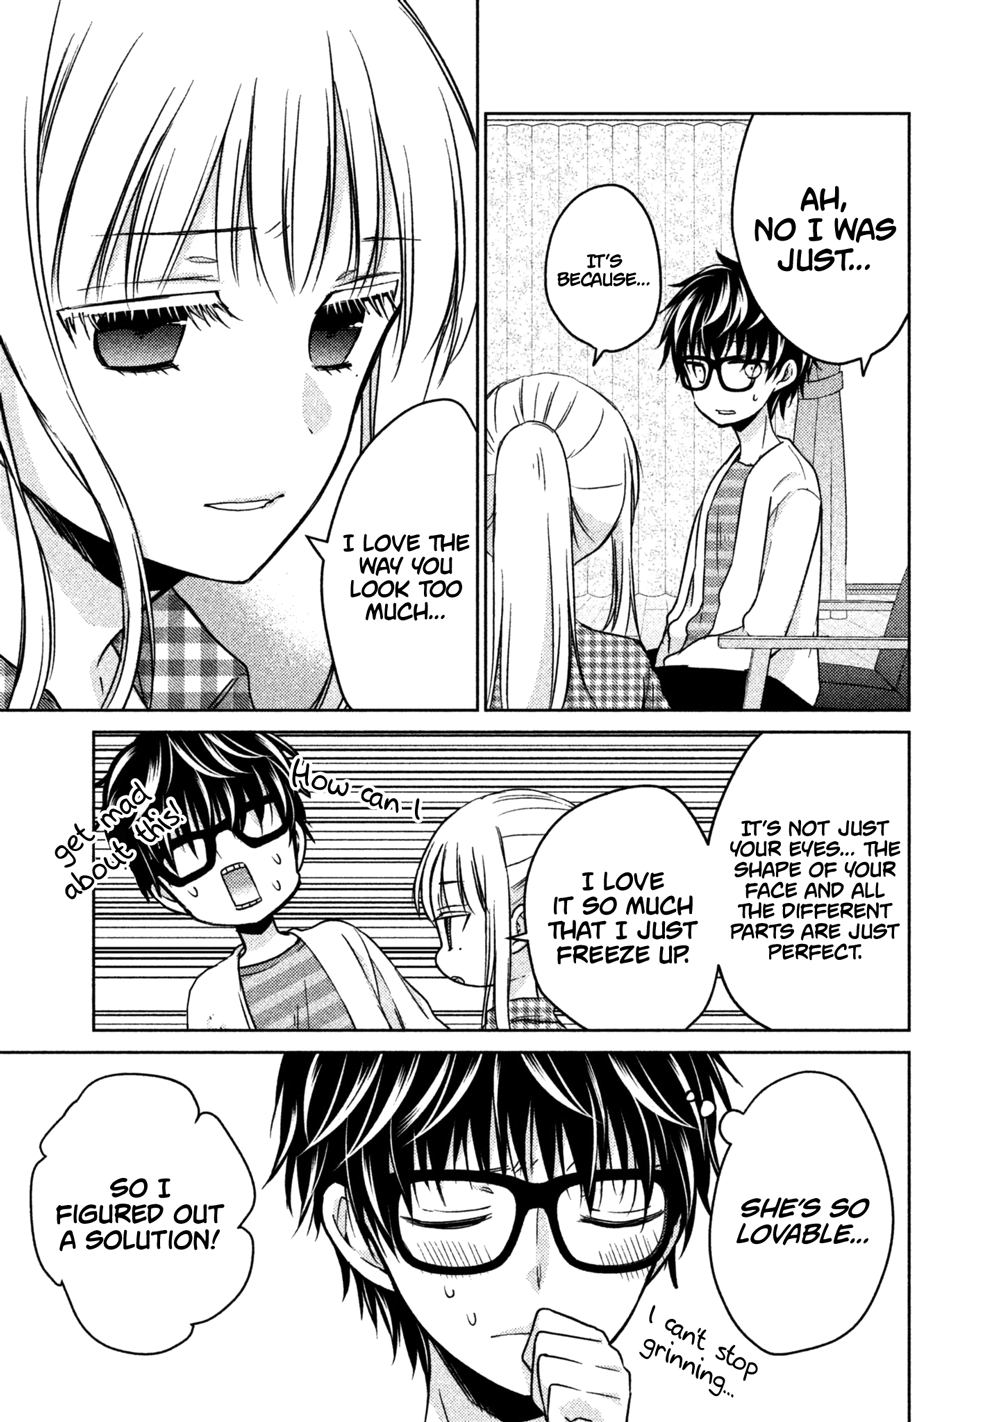 AH,
NO I WAS
JUST...
IT'S
BECAUSE...
I LOVE THE
WAY YOU
LOOK TOO
MUCH...
IT'S NOT JUST
YOUR EYES... THE
SHAPE OF YOUR
FACE AND ALL
THE DIFFERENT
PARTS ARE JUST
PERFECT.
I LOVE
IT SO MUCH
THAT I JUST
FREEZE UP.
How can I
get mad
about this!
SHE'S SO
LOVABLE...
I can't stop
grinning...
SO I
FIGURED OUT
A SOLUTION!